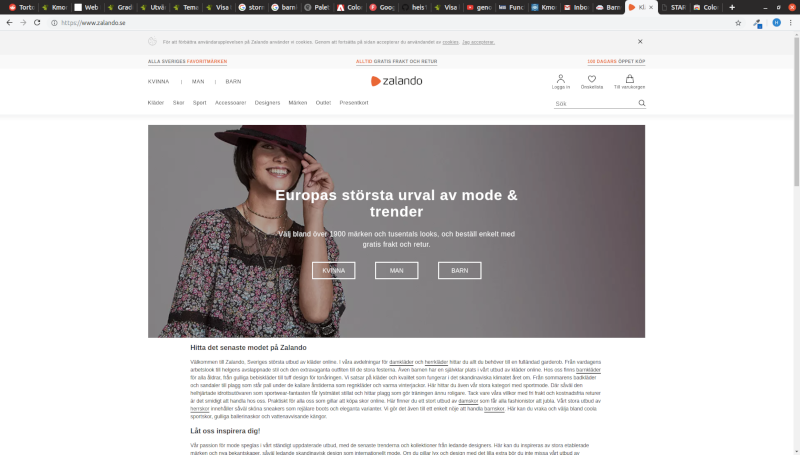 Torto
Kmo
Web
Grad
Utvä
Tema
Visa
storm
barnl
Palet
Color
Goog
heis
Visa
geno
Fund
Kmo
Inbo
Barn
Kl
STAR
Colo
https://www.zalando.se
För att förbättra användarupplevelsen på Zalando använder vi cookies. Genom att fortsätta på sidan accepterar du användandet av cookies. Jag accepterar.
ALLA SVERIGES FAVORITMÄRKEN
ALLTID GRATIS FRAKT OCH RETUR
100 DAGARS ÖPPET KÖP
KVINNA | MAN | BARN
zalando
Logga in
Önskelista
Till varukorgen
Kläder Skor Sport Accessoarer Designers Märken Outlet Presentkort
Sök
Europas största urval av mode &
trender
Välj bland över 1900 märken och tusentals looks, och beställ enkelt med
gratis frakt och retur.
KVINNA
MAN
BARN
Hitta det senaste modet på Zalando
Välkommen till Zalando, Sveriges största utbud av kläder online. I våra avdelningar för damkläder och herrkläder hittar du allt du behöver till en fulländad garderob. Från vardagens
arbetslook till helgens avslappnade stil och den extravaganta outfiten till de stora festerna. Även barnen har en självklar plats i vårt utbud av kläder online. Hos oss finns barnkläder
för alla åldrar, från gulliga bebiskläder till tuff design för tonåringen. Vi satsar på kläder och kvalitet som fungerar i det skandinaviska klimatet året om. Från sommarens badkläder
och sandaler till plagg som står pall under de kallare årstiderna som regnkläder och varma vinterjackor. Här hittar du även vår stora kategori med sportmode. Där såväl den
helhjärtade idrottsutövaren som sportwear-fantasten får lystmätet stillat och hittar plagg som gör träningen ännu roligare. Tack vare våra villkor med fri frakt och kostnadsfria returer
är det smidigt att handla hos oss. Praktiskt för alla oss som gillar att köpa skor online. Här finner du ett stort utbud av damskor som får alla fashionistor att jubla. Vårt stora utbud av
herrskor innehåller såväl sköna sneakers som rejälare boots och eleganta varianter. Vi gör det även till ett enkelt nöje att handla barnskor. Här kan du vraka och välja bland coola
sportskor, gulliga ballerinaskor och vattenavvisande kängor.
Låt oss inspirera dig!
Vår passion för mode speglas i vårt ständigt uppdaterade utbud, med de senaste trenderna och kollektioner från ledande designers. Här kan du inspireras av stora etablerade
märken och nya bekantskaper, såväl ledande skandinavisk design som internationellt mode. Om du gillar lyx och design med det lilla extra bör du inte missa vårt utbud av